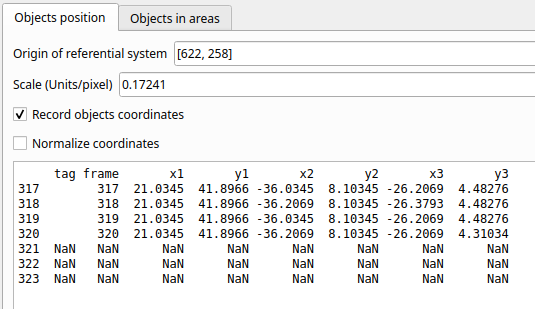 Objects position Objects in areas
Origin of referential system [622, 258]
Scale (Units/pixel) 0.17241
Record objects coordinates
Normalize coordinates
tag frame x1 y1 x2 y2 x3 y3
317 317 21.0345 41.8966 -36.0345 8.10345 -26.2069 4.48276
318 318 21.0345 41.8966 -36.2069 8.10345 -26.3793 4.48276
319 319 21.0345 41.8966 -36.0345 8.10345 -26.2069 4.48276
320 320 21.0345 41.8966 -36.2069 8.10345 -26.2069 4.31034
321 NaN NaN NaN NaN NaN NaN NaN NaN
322 NaN NaN NaN NaN NaN NaN NaN NaN
323 NaN NaN NaN NaN NaN NaN NaN NaN